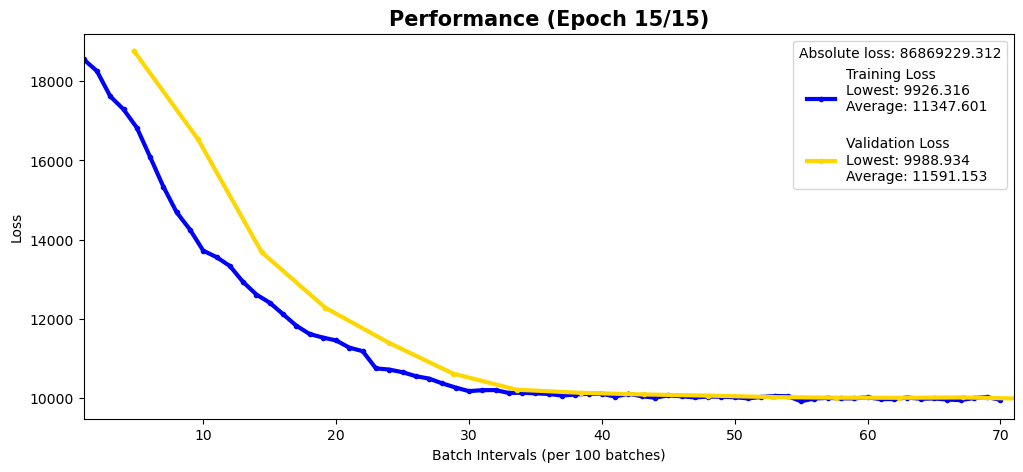 Performance (Epoch 15/15)
Absolute loss: 86869229.312
Training Loss
Lowest: 9926.316
Average: 11347.601
Validation Loss
Lowest: 9988.934
Average: 11591.153
Loss
18000
16000
14000
12000
10000
10 20 30 40 50 60 70
Batch Intervals (per 100 batches)